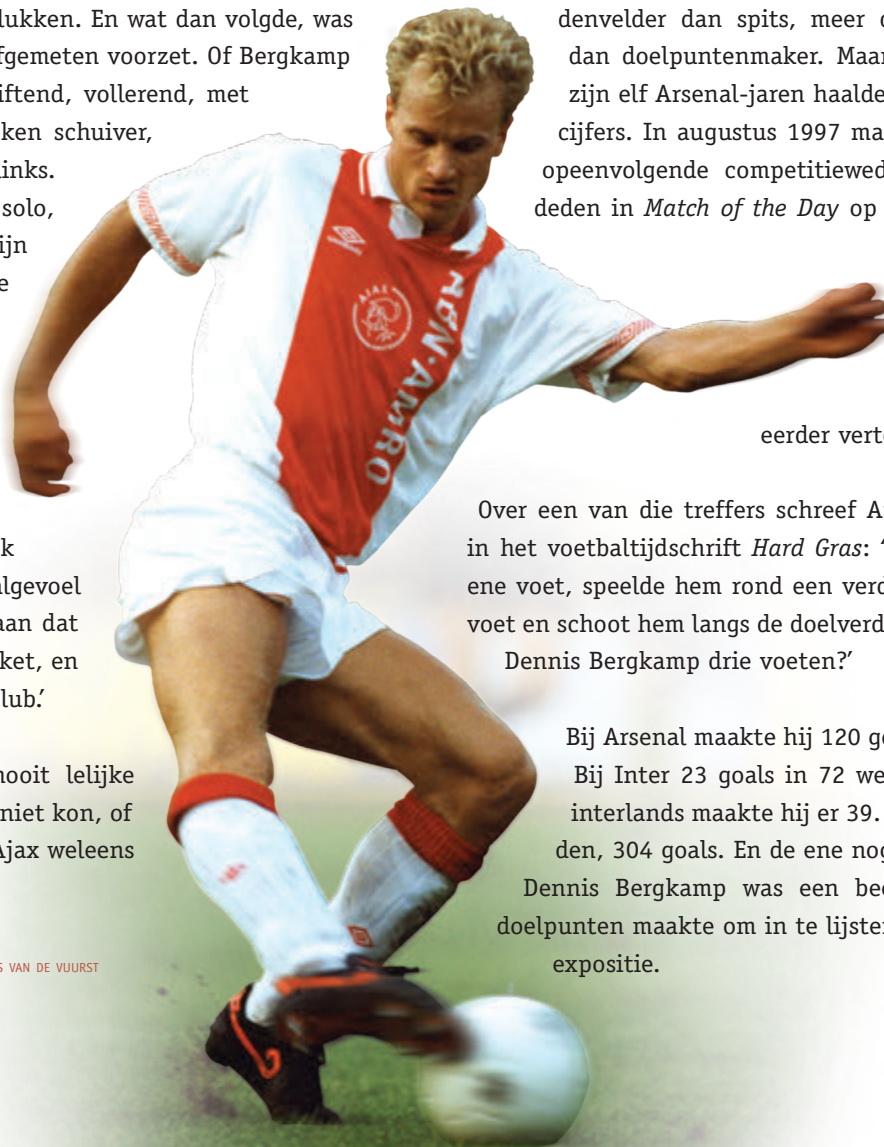 lukken. En wat dan volgde, was
fgemeten voorzet. Of Bergkamp
iftend, vollerend, met
ken schuiver,
inks.
solo,
ijn
e
k
algevoel
aan dat
ket, en
lub.’
nooit lelijke
niet kon, of
Ajax weleens
S VAN DE VUURST
AJAX
ABN·AMRO
denvelder dan spits, meer
dan doelpuntenmaker. Maar
zijn elf Arsenal-jaren haalde
cijfers. In augustus 1997 ma
opeenvolgende competitiewed
deden in Match of the Day op
eerder vert
Over een van die treffers schreef A
in het voetbaltijdschrift Hard Gras: ‘
ene voet, speelde hem rond een verd
voet en schoot hem langs de doelverd
Dennis Bergkamp drie voeten?’
Bij Arsenal maakte hij 120 g
Bij Inter 23 goals in 72 we
interlands maakte hij er 39.
den, 304 goals. En de ene nog
Dennis Bergkamp was een bee
doelpunten maakte om in te lijsten
expositie.